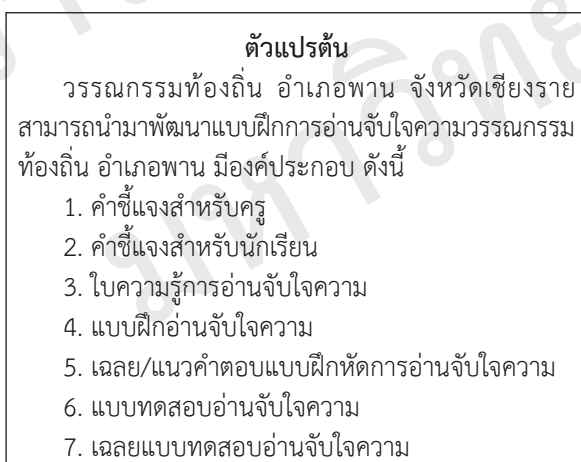 ตัวแปรต้น
วรรณกรรมท้องถิ่น อำเภอพาน จังหวัดเชียงราย
สามารถนำมาพัฒนาแบบฝึกการอ่านจับใจความวรรณกรรม
ท้องถิ่น อำเภอพาน มีองค์ประกอบ ดังนี้
1. คำชี้แจงสำหรับครู
2. คำชี้แจงสำหรับนักเรียน
3. ใบความรู้การอ่านจับใจความ
4. แบบฝึกอ่านจับใจความ
5. เฉลย/แนวคำตอบแบบฝึกหัดการอ่านจับใจความ
6. แบบทดสอบอ่านจับใจความ
7. เฉลยแบบทดสอบอ่านจับใจความ